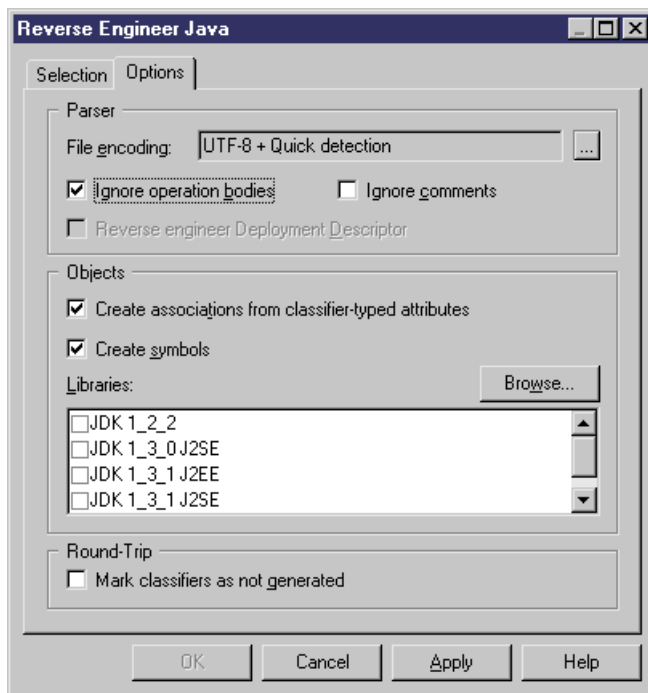 Reverse Engineer Java
Selection Options
Parser
File encoding: UTF-8 + Quick detection ...
Ignore operation bodies Ignore comments
Reverse engineer Deployment Descriptor
Objects
Create associations from classifier-typed attributes
Create symbols
Libraries: Browse...
JDK 1_2_2
JDK 1_3_0 J2SE
JDK 1_3_1 J2EE
JDK 1_3_1 J2SE
Round-Trip
Mark classifiers as not generated
OK Cancel Apply Help